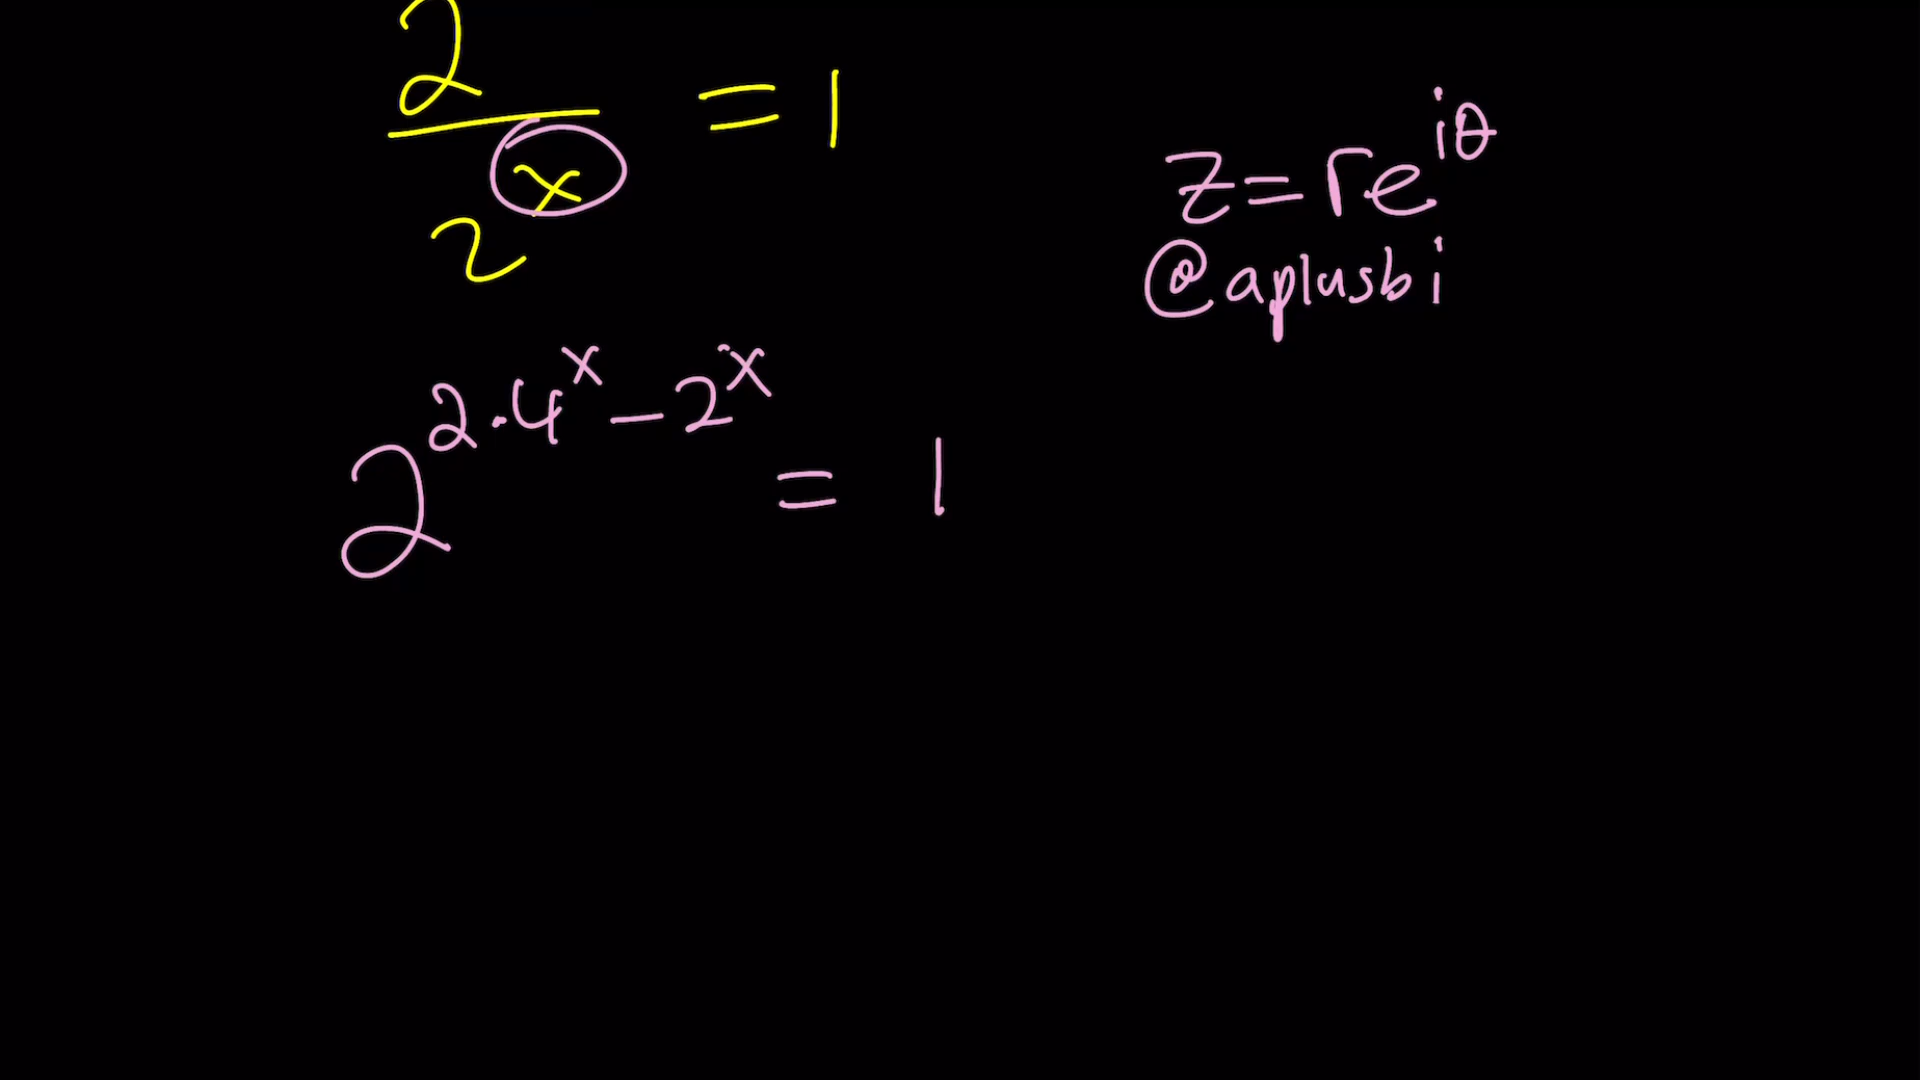 2
――― = 1
2^x
z = re^{iθ}
@aplusbi
2^{2·4^x − 2^x} = 1